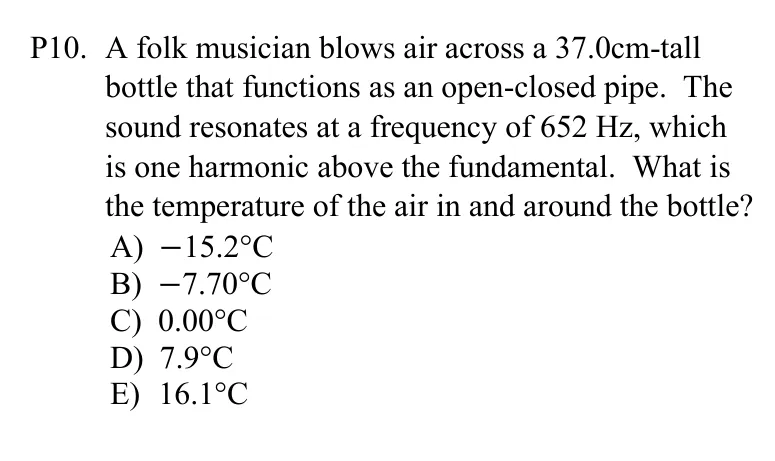 P10. A folk musician blows air across a 37.0cm-tall
bottle that functions as an open-closed pipe. The
sound resonates at a frequency of 652 Hz, which
is one harmonic above the fundamental. What is
the temperature of the air in and around the bottle?
A) −15.2°C
B) −7.70°C
C) 0.00°C
D) 7.9°C
E) 16.1°C